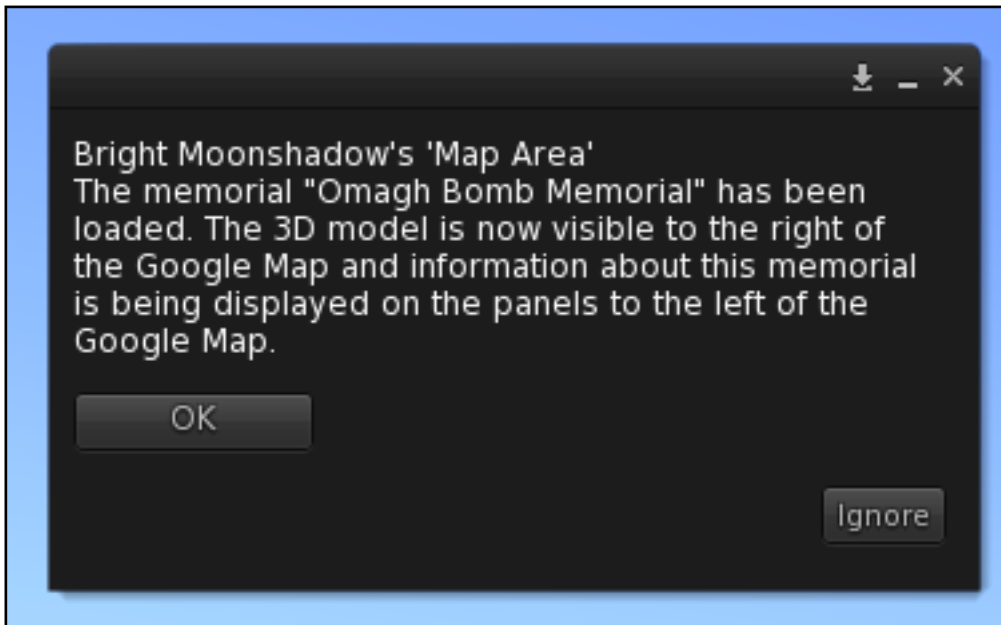 Bright Moonshadow's 'Map Area'
The memorial "Omagh Bomb Memorial" has been
loaded. The 3D model is now visible to the right of
the Google Map and information about this memorial
is being displayed on the panels to the left of the
Google Map.
OK
Ignore